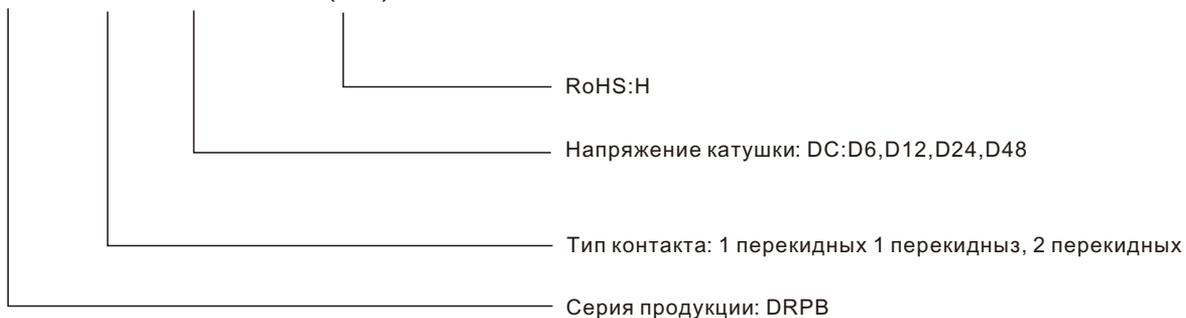 RoHS:H
Напряжение катушки: DC:D6,D12,D24,D48
Тип контакта: 1 перекидных 1 перекидныз, 2 перекидных
Серия продукции: DRPB